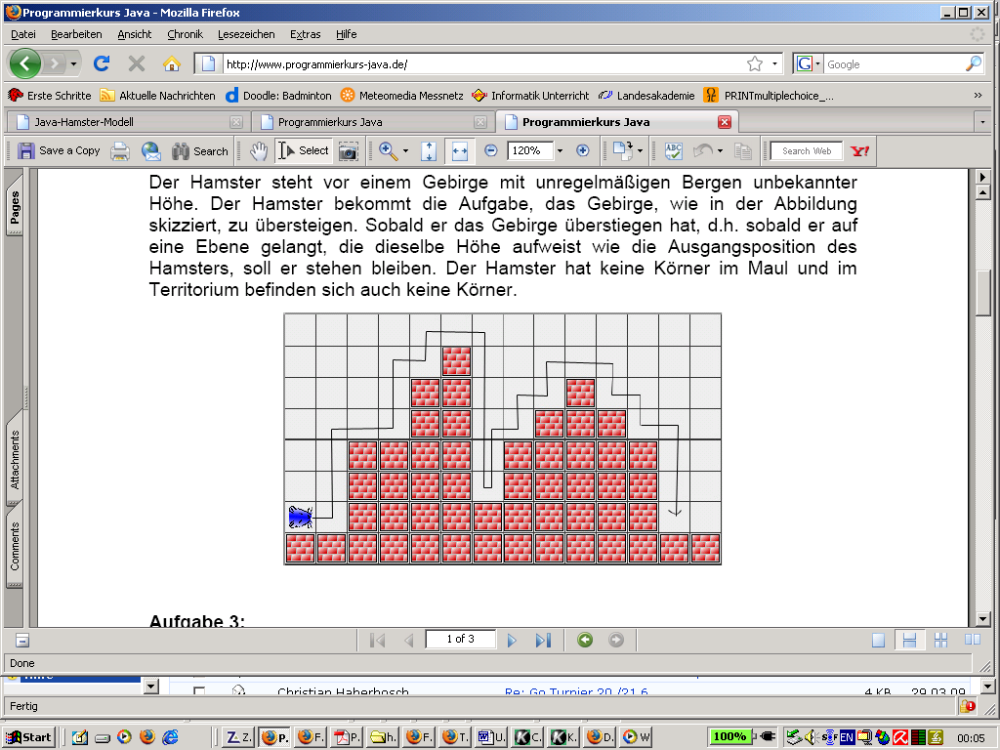 Programmierkurs Java - Mozilla Firefox
Datei Bearbeiten Ansicht Chronik Lesezeichen Extras Hilfe
http://www.programmierkurs-java.de/
G Google
Erste Schritte Aktuelle Nachrichten Doodle: Badminton Meteomedia Messnetz Informatik Unterricht Landesakademie PRINTmultiplechoice_... »
Java-Hamster-Modell Programmierkurs Java Programmierkurs Java
Save a Copy Search Select 120% ABC Search Web Y!
Pages
Der Hamster steht vor einem Gebirge mit unregelmäßigen Bergen unbekannter
Höhe. Der Hamster bekommt die Aufgabe, das Gebirge, wie in der Abbildung
skizziert, zu übersteigen. Sobald er das Gebirge überstiegen hat, d.h. sobald er auf
eine Ebene gelangt, die dieselbe Höhe aufweist wie die Ausgangsposition des
Hamsters, soll er stehen bleiben. Der Hamster hat keine Körner im Maul und im
Territorium befinden sich auch keine Körner.
Attachments
Comments
Aufgabe 3:
1 of 3
Done
Christian Haberbosch Re: Go Turnier 20./21.6 4 KB 29.03.09
Fertig
Start Z. P. F. P. h. F. T. U. C. K. D. W 100% EN 00:05